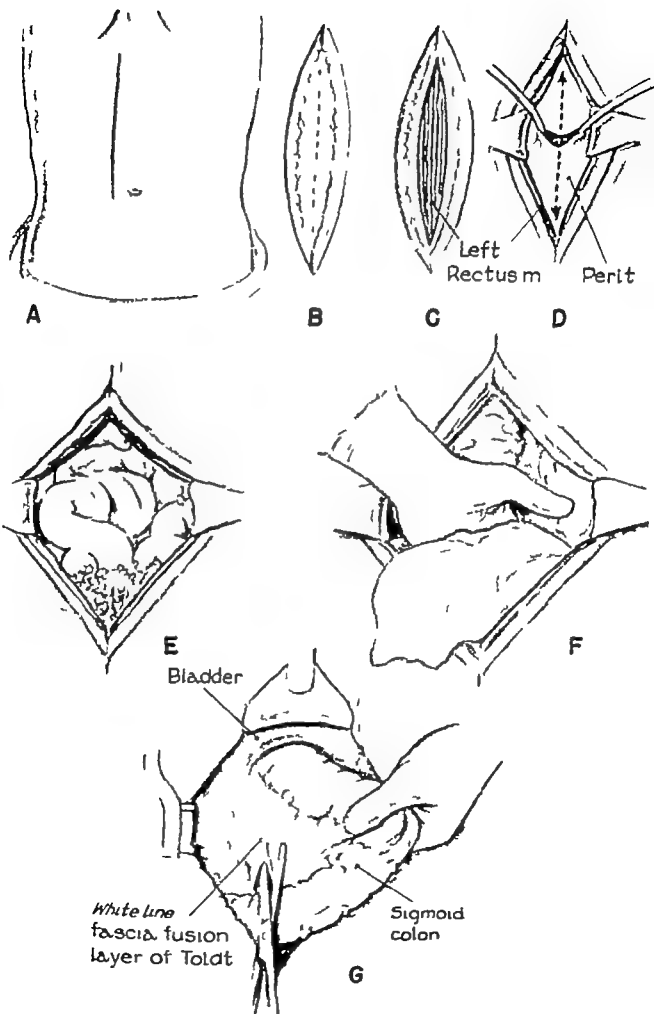 A
B
C
D
Left
Rectus m
Perit
E
F
Bladder
White line
fascia fusion
layer of Toldt
Sigmoid
colon
G